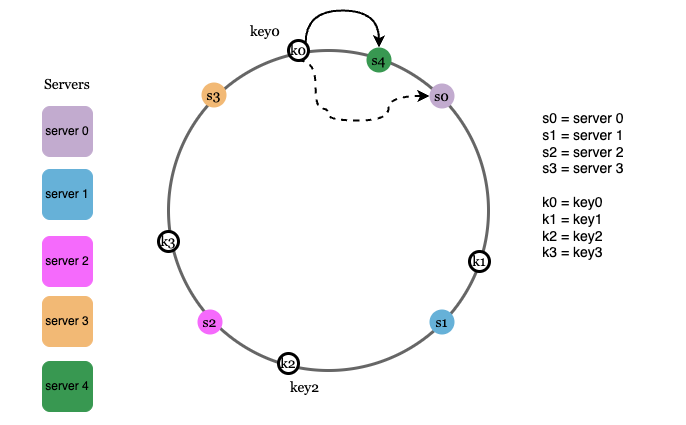 key0
k0
s4
s3
s0
Servers
server 0
server 1
server 2
server 3
server 4
k3
k1
s2
s1
k2
key2
s0 = server 0
s1 = server 1
s2 = server 2
s3 = server 3
k0 = key0
k1 = key1
k2 = key2
k3 = key3